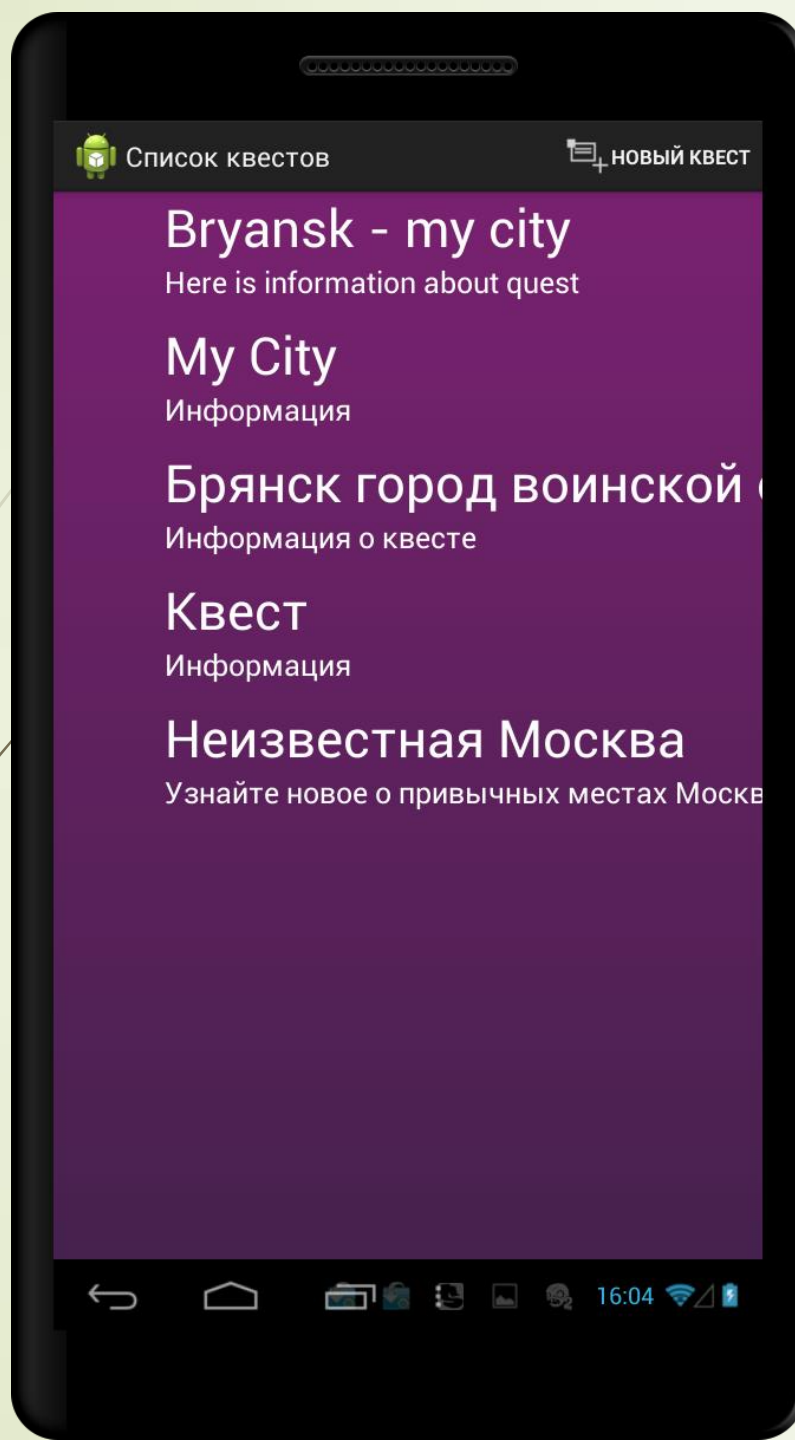 Список квестов
НОВЫЙ КВЕСТ
Bryansk - my city
Here is information about quest
My City
Информация
Брянск город воинской
Информация о квесте
Квест
Информация
Неизвестная Москва
Узнайте новое о привычных местах Москв
16:04